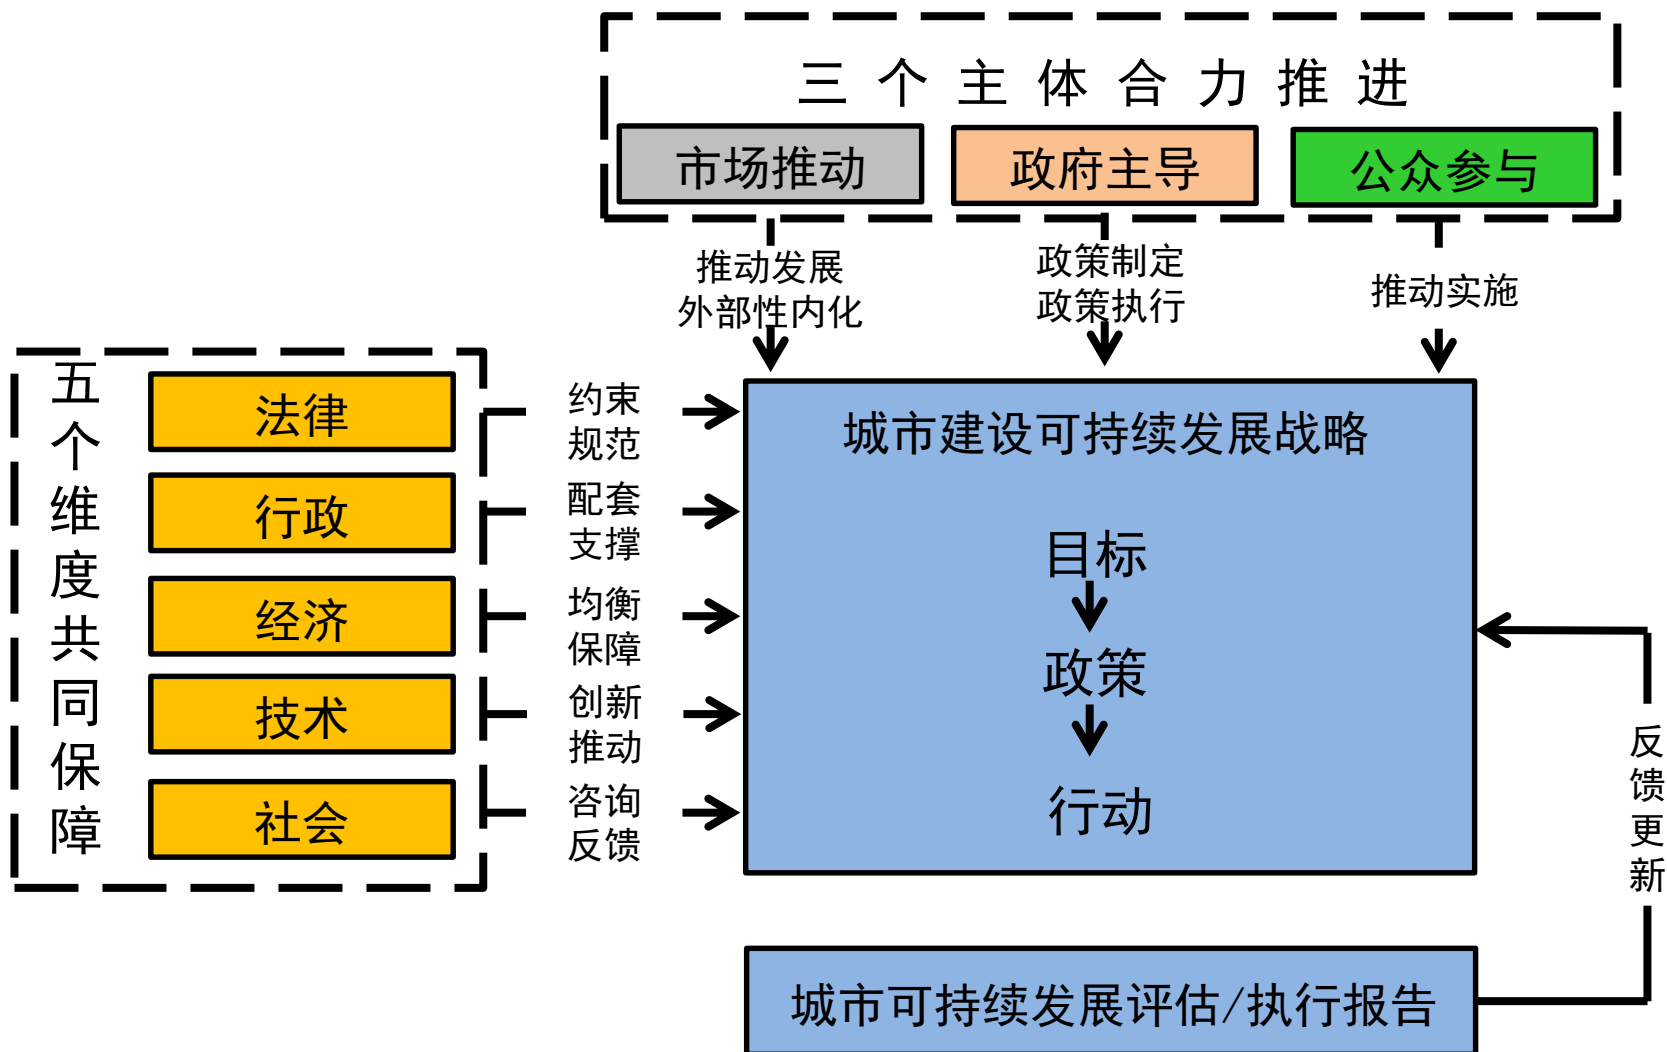 三个主体合力推进
市场推动
政府主导
公众参与
推动发展
外部性内化
政策制定
政策执行
推动实施
五个维度共同保障
法律
行政
经济
技术
社会
约束
规范
配套
支撑
均衡
保障
创新
推动
咨询
反馈
城市建设可持续发展战略
目标
政策
行动
反馈更新
城市可持续发展评估/执行报告